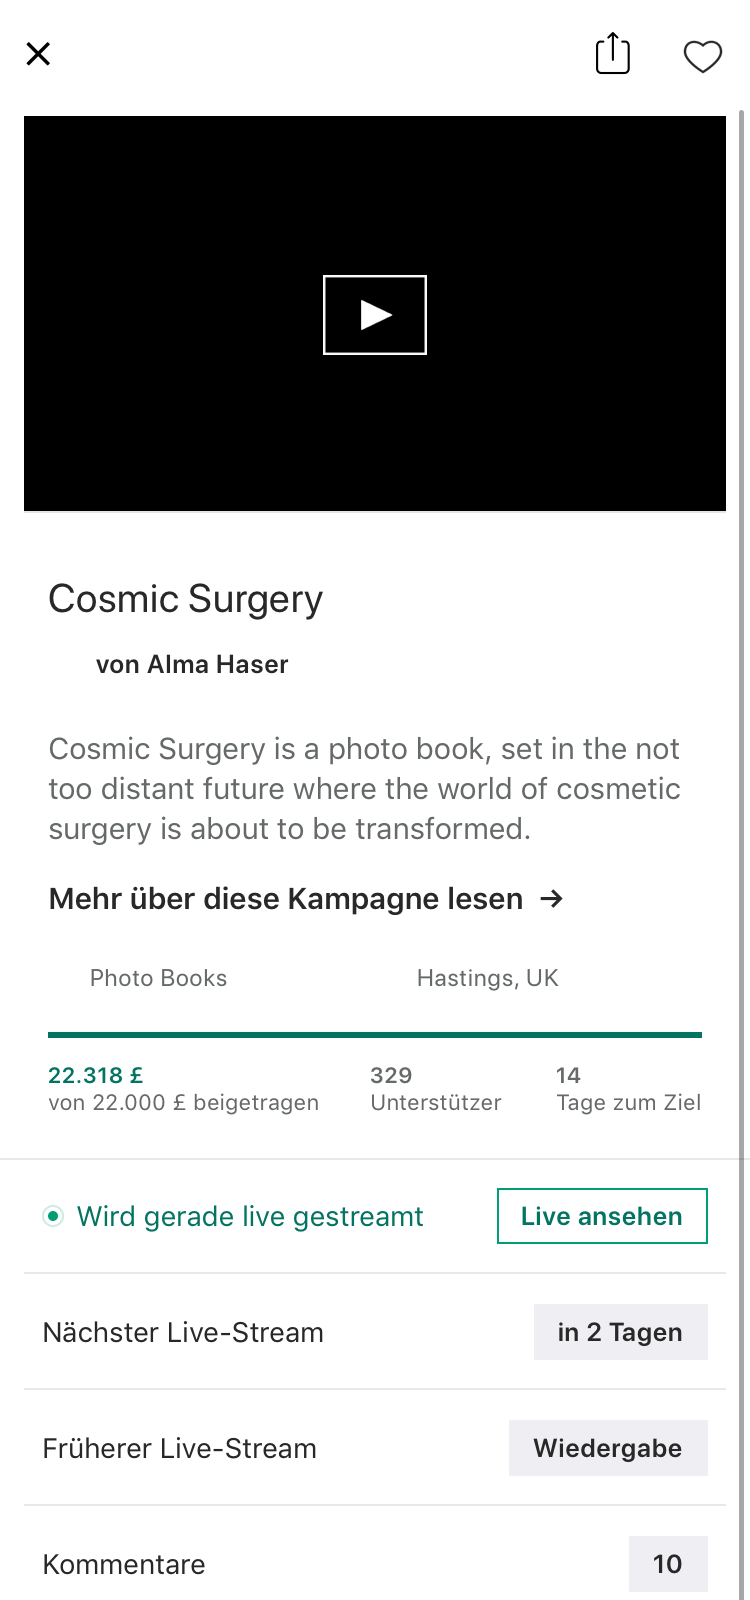 Cosmic Surgery
von Alma Haser
Cosmic Surgery is a photo book, set in the not
too distant future where the world of cosmetic
surgery is about to be transformed.
Mehr über diese Kampagne lesen →
Photo Books
Hastings, UK
22.318 £
von 22.000 £ beigetragen
329
Unterstützer
14
Tage zum Ziel
Wird gerade live gestreamt
Live ansehen
Nächster Live-Stream
in 2 Tagen
Früherer Live-Stream
Wiedergabe
Kommentare
10